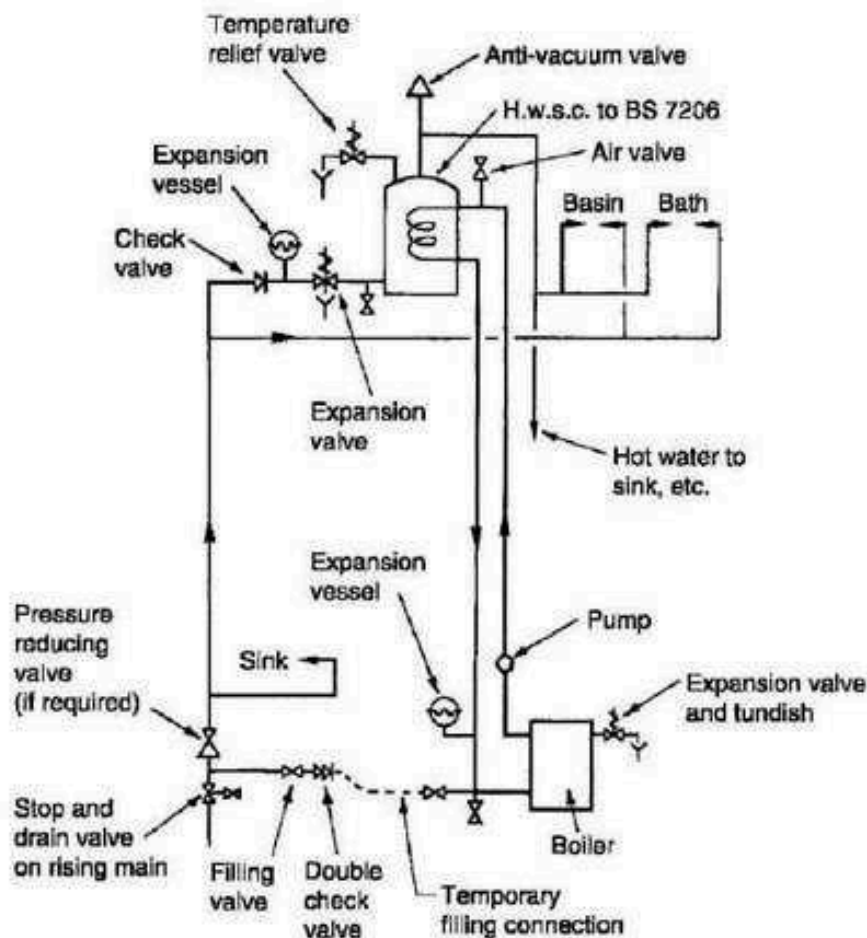 Temperature
relief valve
Anti-vacuum valve
H.w.s.c. to BS 7206
Air valve
Expansion
vessel
Basin
Bath
Check
valve
Expansion
valve
Hot water to
sink, etc.
Expansion
vessel
Pressure
reducing
valve
(if required)
Sink
Pump
Expansion valve
and tundish
Stop and
drain valve
on rising main
Filling
valve
Double
check
valve
Temporary
filling connection
Boiler